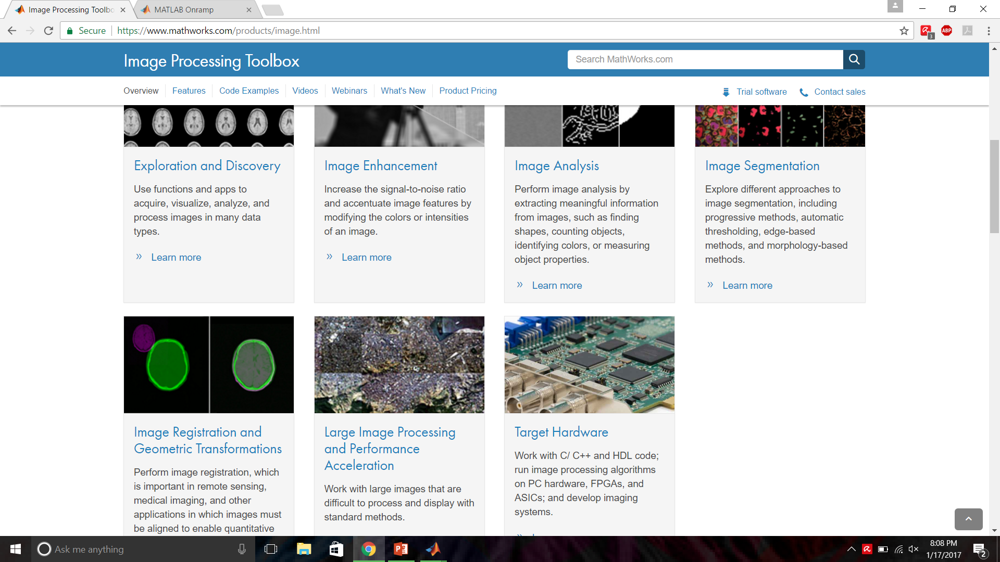 Image Processing Toolbo
MATLAB Onramp
Secure
https://www.mathworks.com/products/image.html
3
ABP
Image Processing Toolbox
Search MathWorks.com
Overview
Features
Code Examples
Videos
Webinars
What's New
Product Pricing
Trial software
Contact sales
Exploration and Discovery
Use functions and apps to
acquire, visualize, analyze, and
process images in many data
types.
» Learn more
Image Enhancement
Increase the signal-to-noise ratio
and accentuate image features by
modifying the colors or intensities
of an image.
» Learn more
Image Analysis
Perform image analysis by
extracting meaningful information
from images, such as finding
shapes, counting objects,
identifying colors, or measuring
object properties.
» Learn more
Image Segmentation
Explore different approaches to
image segmentation, including
progressive methods, automatic
thresholding, edge-based
methods, and morphology-based
methods.
» Learn more
Image Registration and
Geometric Transformations
Perform image registration, which
is important in remote sensing,
medical imaging, and other
applications in which images must
be aligned to enable quantitative
Large Image Processing
and Performance
Acceleration
Work with large images that are
difficult to process and display with
standard methods.
Target Hardware
Work with C/ C++ and HDL code;
run image processing algorithms
on PC hardware, FPGAs, and
ASICs; and develop imaging
systems.
Ask me anything
8:08 PM
1/17/2017
2